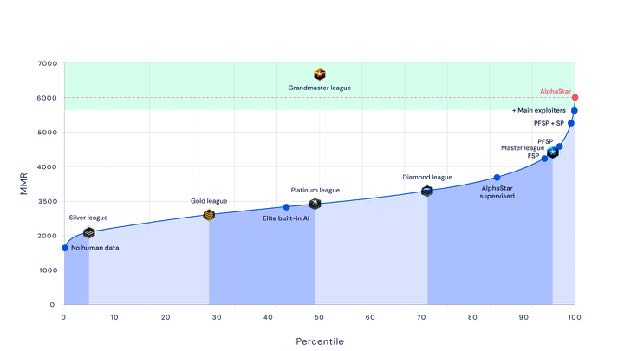 7000
Grandmaster league
AlphaStar
6000
+ Main exploiters
PFSP + SP
5000
PFSP
Master league
FSP
4000
Diamond league
AlphaStar
supervised
Platinum league
Gold league
3000
Elite built-in AI
Silver league
2000
No human data
1000
0
MMR
0 10 20 30 40 50 60 70 80 90 100
Percentile